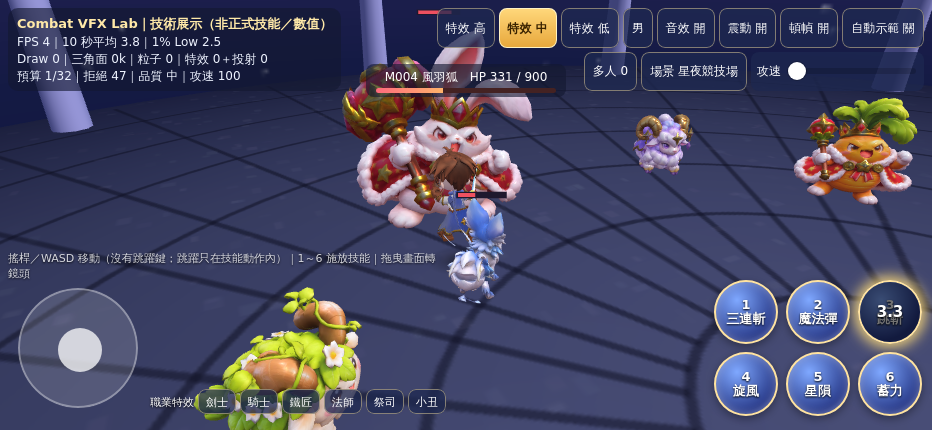 Combat VFX Lab｜技術展示（非正式技能／數值）
FPS 4｜10 秒平均 3.8｜1% Low 2.5
Draw 0｜三角面 0k｜粒子 0｜特效 0＋投射 0
預算 1/32｜拒絕 47｜品質 中｜攻速 100
特效 高
特效 中
特效 低
男
音效 開
震動 開
頓幀 開
自動示範 關
多人 0
場景 星夜競技場
攻速
M004 風羽狐 HP 331 / 900
搖桿／WASD 移動（沒有跳躍鍵；跳躍只在技能動作內）｜1～6 施放技能｜拖曳畫面轉
鏡頭
1
三連斬
2
魔法彈
3
3.3
跳斬
4
旋風
5
星隕
6
蓄力
職業特效
劍士
騎士
鐵匠
法師
祭司
小丑